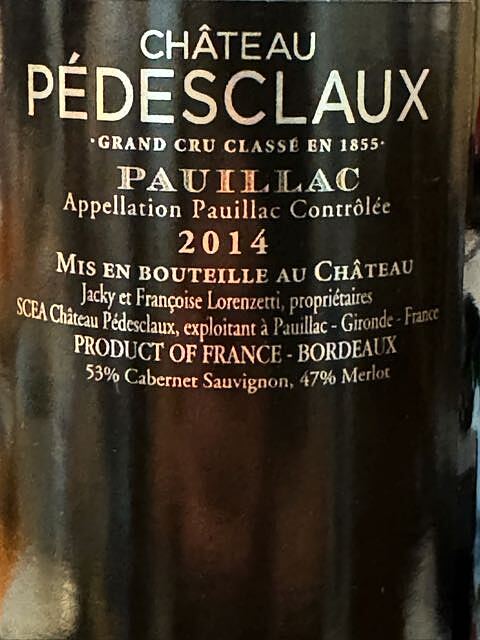 CHÂTEAU
PÉDESCLAUX
·GRAND CRU CLASSÉ EN 1855·
PAUILLAC
Appellation Pauillac Contrôlée
2014
MIS EN BOUTEILLE AU CHÂTEAU
Jacky et Françoise Lorenzetti, propriétaires
SCEA Château Pédesclaux, exploitant à Pauillac - Gironde - France
PRODUCT OF FRANCE - BORDEAUX
53% Cabernet Sauvignon, 47% Merlot